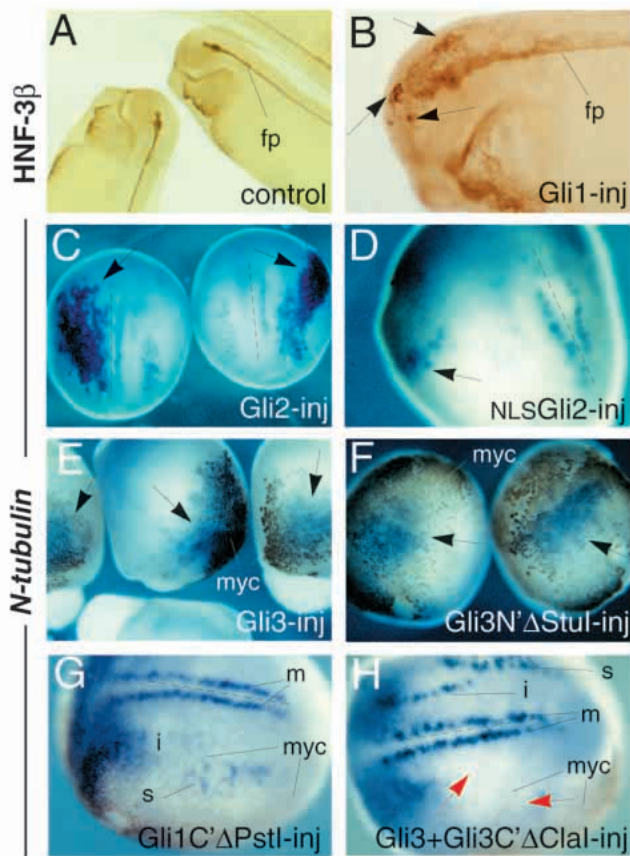 HNF-3β
A
fp
control
B
fp
Gli1-inj
N-tubulin
C
Gli2-inj
D
NLSGli2-inj
E
myc
Gli3-inj
F
myc
Gli3N'ΔStuI-inj
G
m
i
myc
s
Gli1C'ΔPstI-inj
H
s
i
m
myc
Gli3+Gli3C'ΔClaI-inj